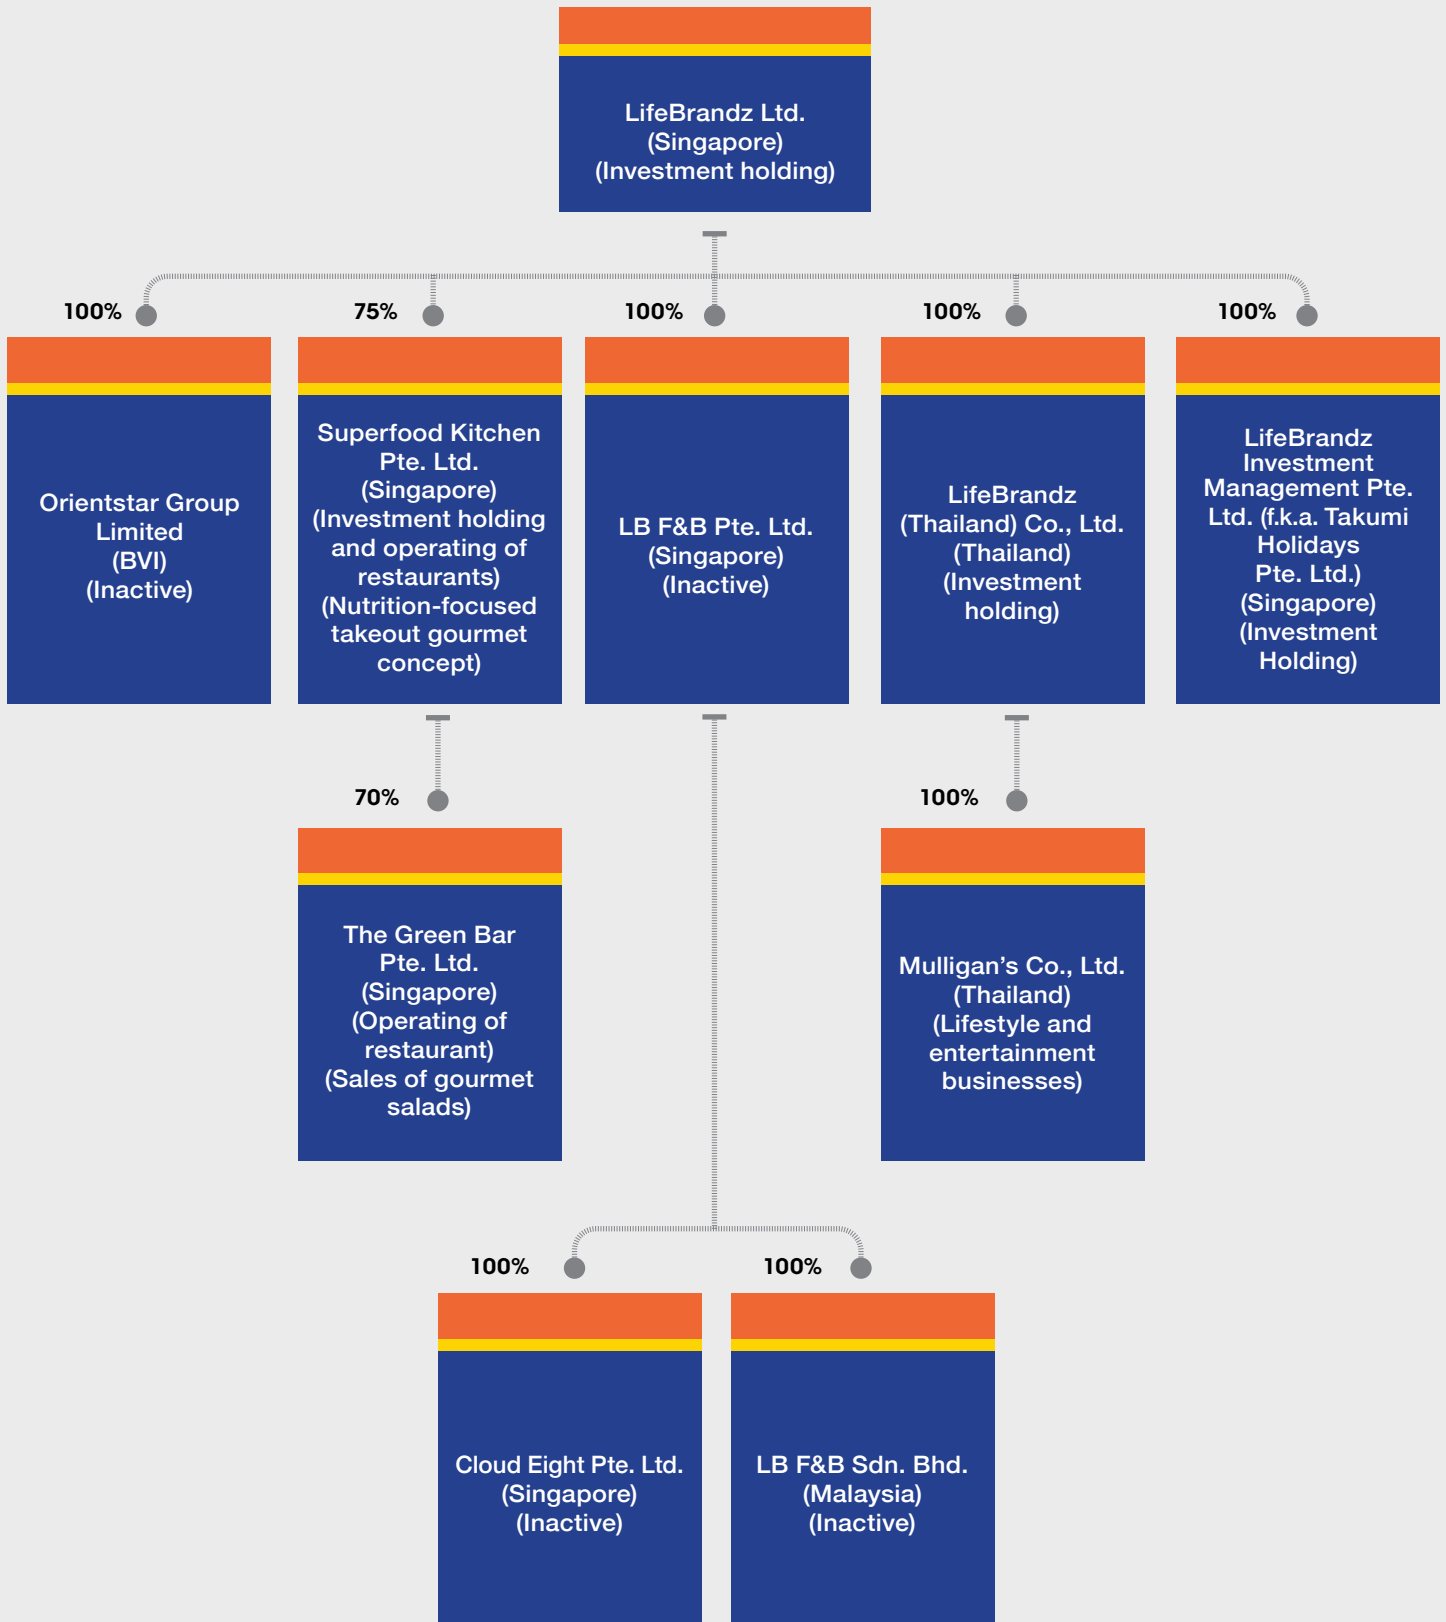 LifeBrandz Ltd.
(Singapore)
(Investment holding)
100%
75%
100%
100%
100%
Orientstar Group
Limited
(BVI)
(Inactive)
Superfood Kitchen
Pte. Ltd.
(Singapore)
(Investment holding
and operating of
restaurants)
(Nutrition-focused
takeout gourmet
concept)
LB F&B Pte. Ltd.
(Singapore)
(Inactive)
LifeBrandz
(Thailand) Co., Ltd.
(Thailand)
(Investment
holding)
LifeBrandz
Investment
Management Pte.
Ltd. (f.k.a. Takumi
Holidays
Pte. Ltd.)
(Singapore)
(Investment
Holding)
70%
100%
The Green Bar
Pte. Ltd.
(Singapore)
(Operating of
restaurant)
(Sales of gourmet
salads)
Mulligan’s Co., Ltd.
(Thailand)
(Lifestyle and
entertainment
businesses)
100%
100%
Cloud Eight Pte. Ltd.
(Singapore)
(Inactive)
LB F&B Sdn. Bhd.
(Malaysia)
(Inactive)